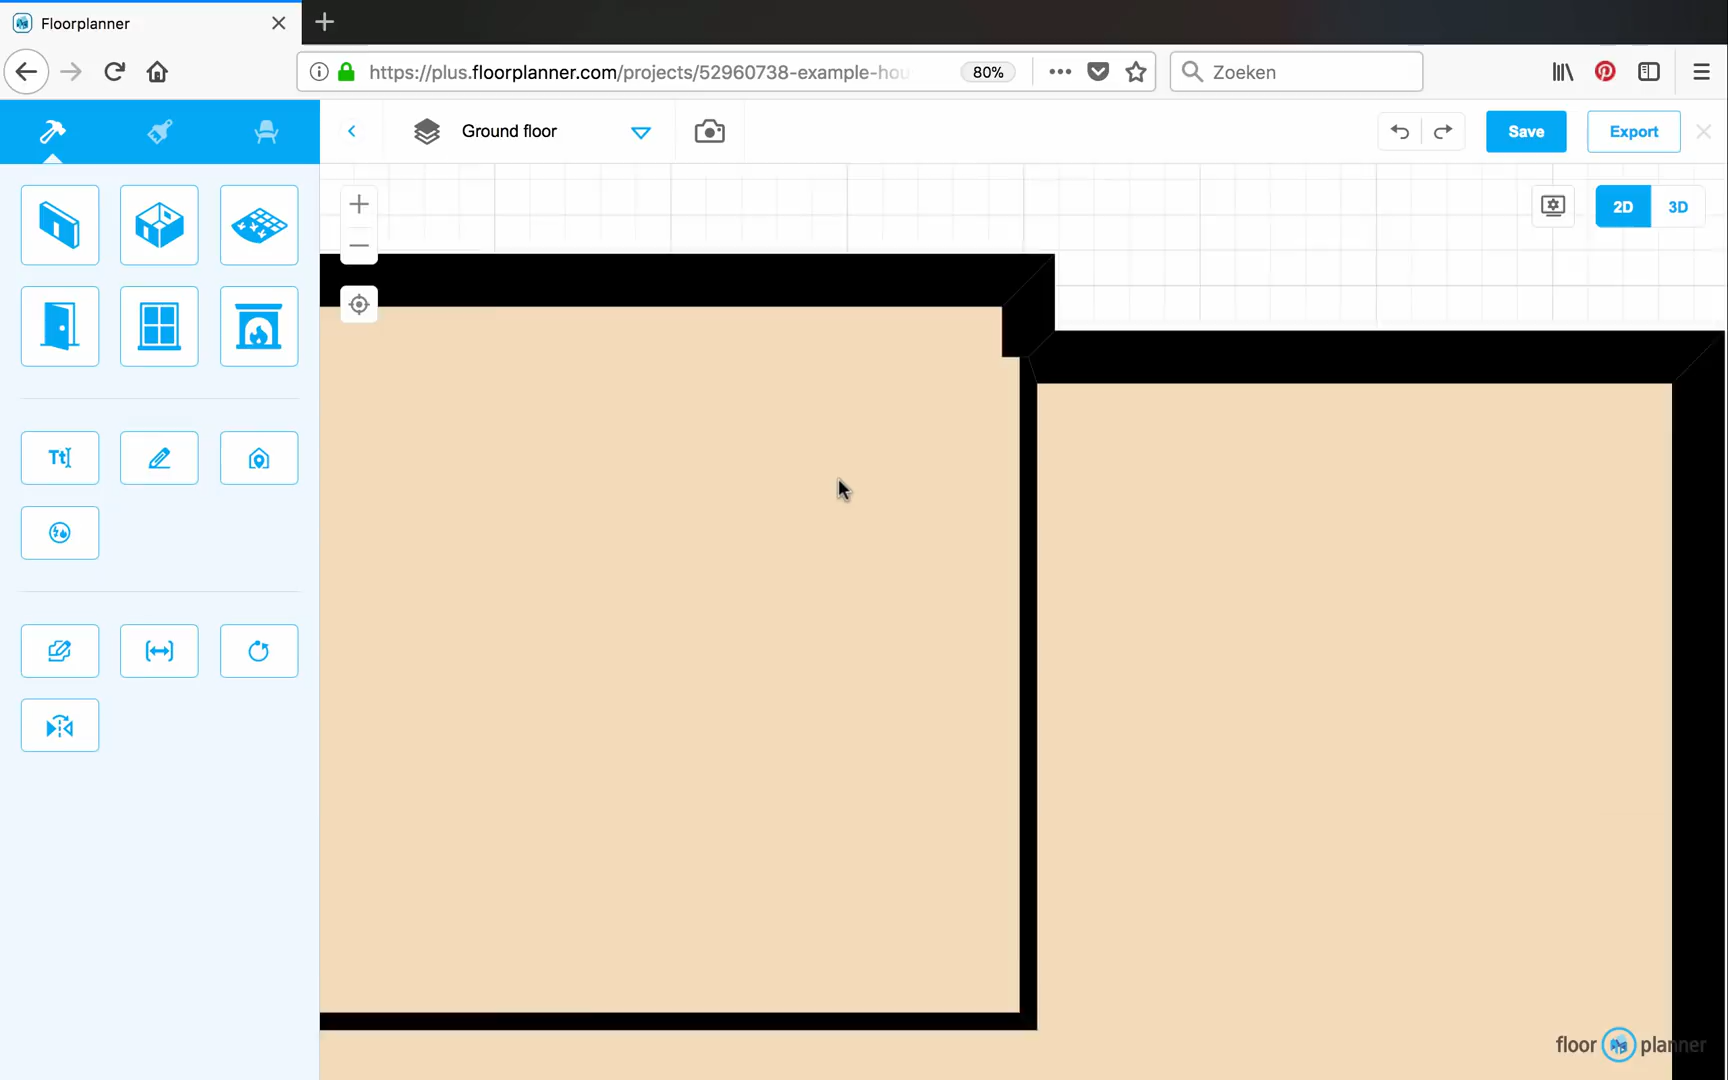 Floorplanner
https://plus.floorplanner.com/projects/52960738-example-hou
80%
Zoeken
Ground floor
Save
Export
2D
3D
Tt
floor planner